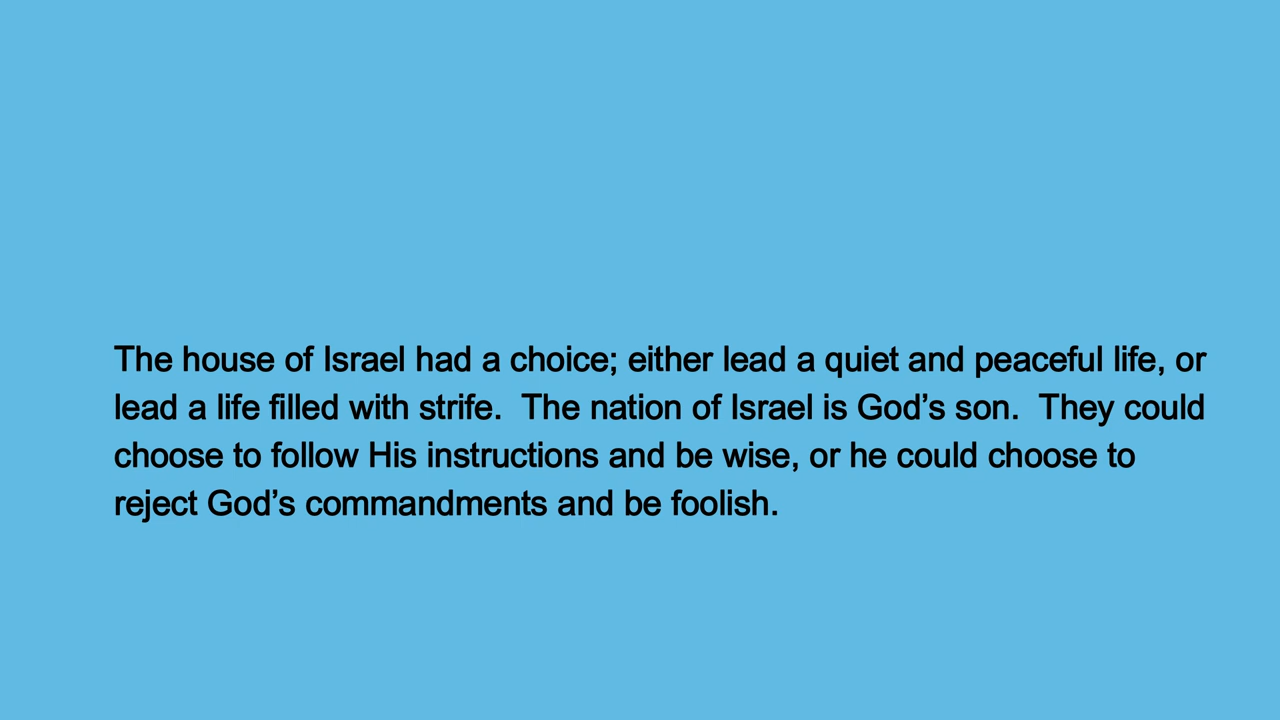 The house of Israel had a choice; either lead a quiet and peaceful life, or
lead a life filled with strife.  The nation of Israel is God’s son.  They could
choose to follow His instructions and be wise, or he could choose to
reject God’s commandments and be foolish.